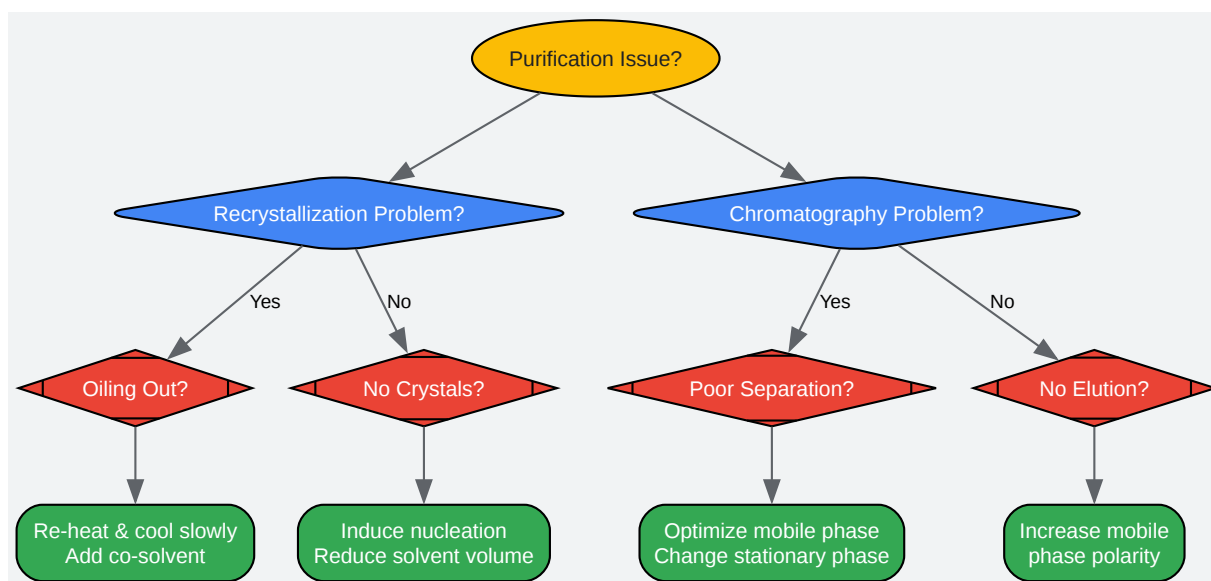 Purification Issue?
Recrystallization Problem?
Chromatography Problem?
Yes
No
Yes
No
Oiling Out?
No Crystals?
Poor Separation?
No Elution?
Re-heat & cool slowly
Add co-solvent
Induce nucleation
Reduce solvent volume
Optimize mobile phase
Change stationary phase
Increase mobile
phase polarity